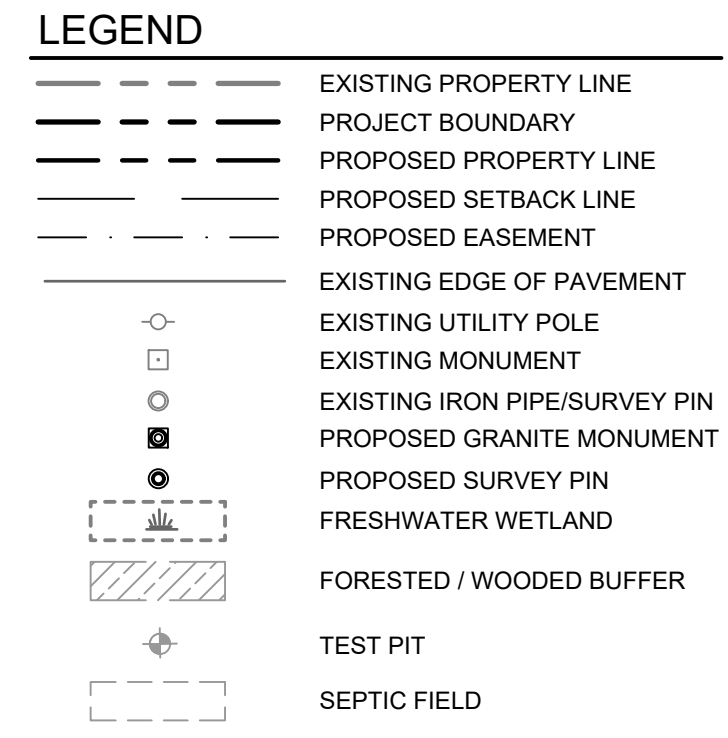 LEGEND
EXISTING PROPERTY LINE
PROJECT BOUNDARY
PROPOSED PROPERTY LINE
PROPOSED SETBACK LINE
PROPOSED EASEMENT
EXISTING EDGE OF PAVEMENT
EXISTING UTILITY POLE
EXISTING MONUMENT
EXISTING IRON PIPE/SURVEY PIN
PROPOSED GRANITE MONUMENT
PROPOSED SURVEY PIN
FRESHWATER WETLAND
FORESTED / WOODED BUFFER
TEST PIT
SEPTIC FIELD